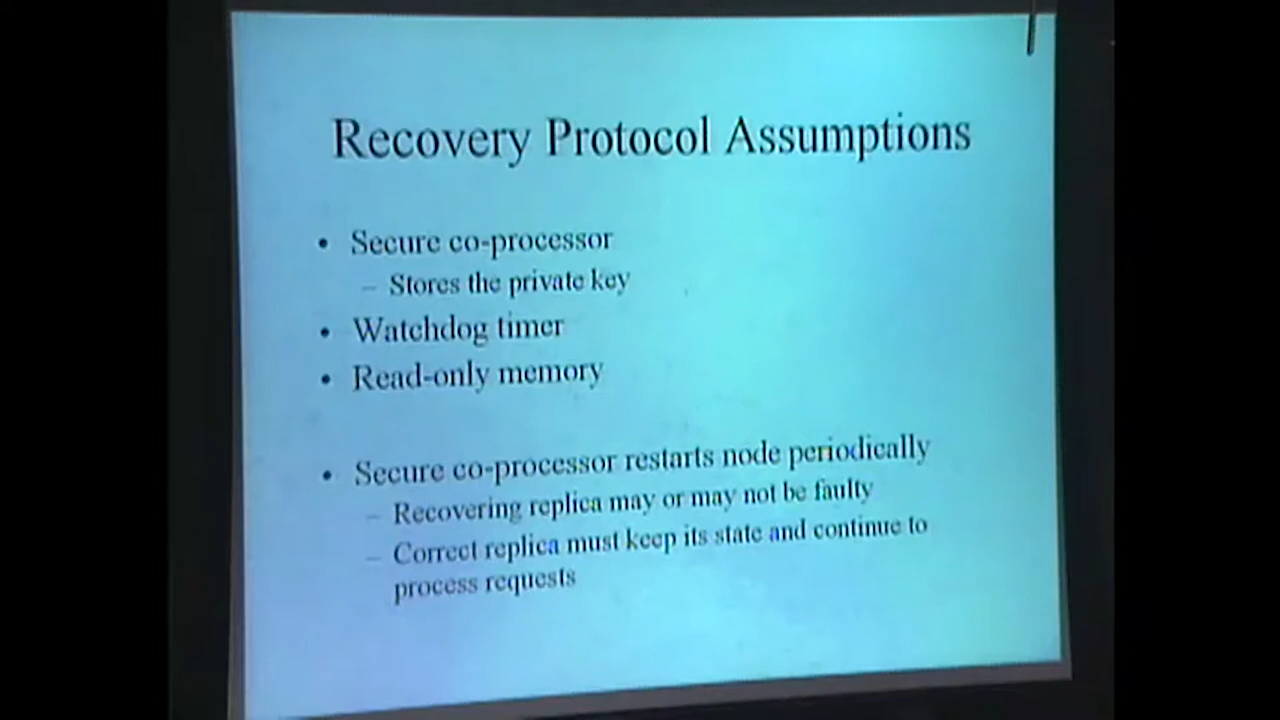 Recovery Protocol Assumptions
• Secure co-processor
– Stores the private key
• Watchdog timer
• Read-only memory
• Secure co-processor restarts node periodically
– Recovering replica may or may not be faulty
– Correct replica must keep its state and continue to
process requests